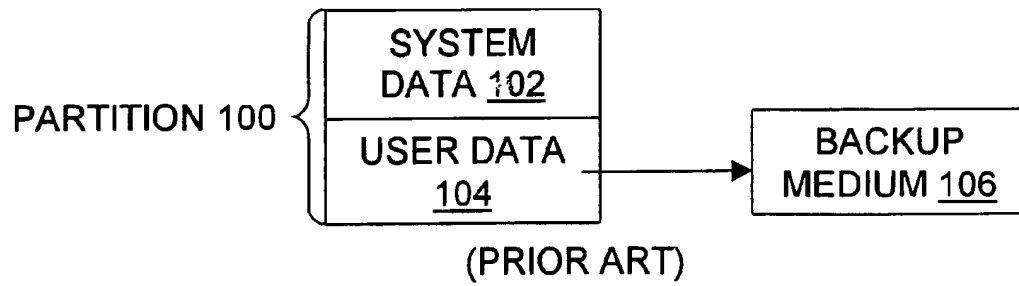 SYSTEM
DATA 102
PARTITION 100
USER DATA
104
BACKUP
MEDIUM 106
(PRIOR ART)